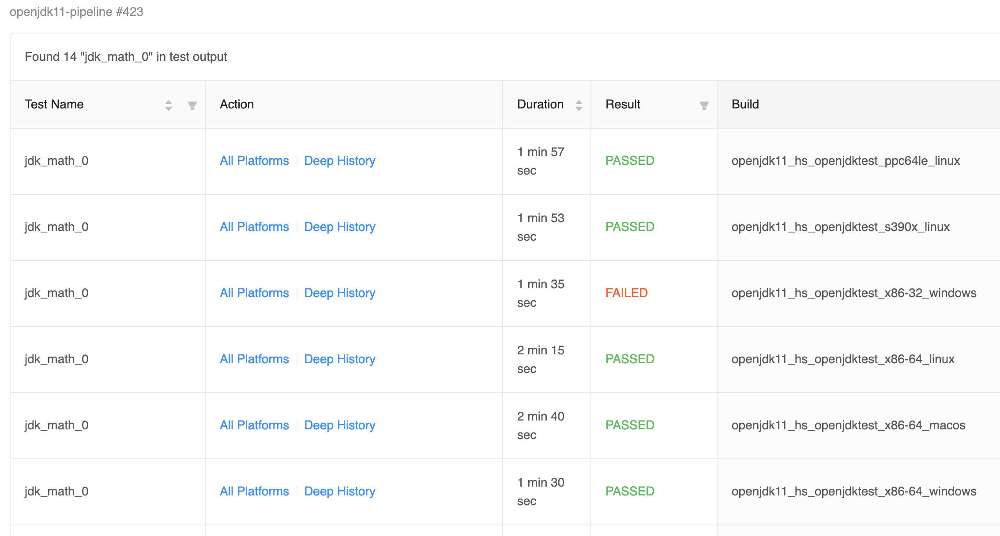 openjdk11-pipeline #423
Found 14 "jdk_math_0" in test output
Test Name Action Duration Result Build
jdk_math_0 All Platforms Deep History 1 min 57 sec PASSED openjdk11_hs_openjdktest_ppc64le_linux
jdk_math_0 All Platforms Deep History 1 min 53 sec PASSED openjdk11_hs_openjdktest_s390x_linux
jdk_math_0 All Platforms Deep History 1 min 35 sec FAILED openjdk11_hs_openjdktest_x86-32_windows
jdk_math_0 All Platforms Deep History 2 min 15 sec PASSED openjdk11_hs_openjdktest_x86-64_linux
jdk_math_0 All Platforms Deep History 2 min 40 sec PASSED openjdk11_hs_openjdktest_x86-64_macos
jdk_math_0 All Platforms Deep History 1 min 30 sec PASSED openjdk11_hs_openjdktest_x86-64_windows